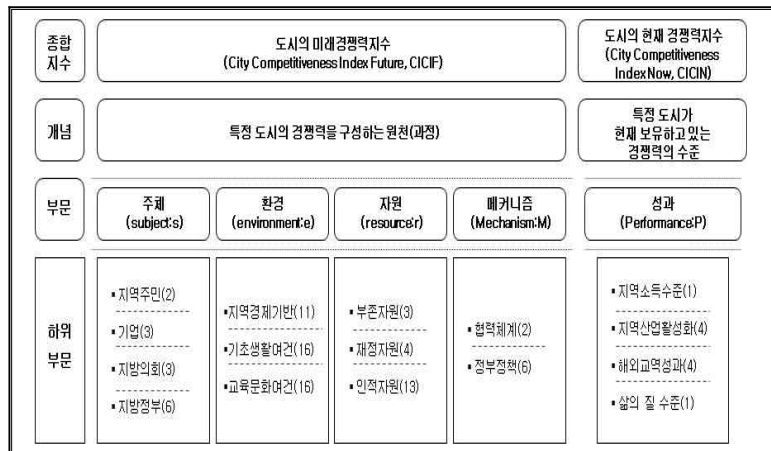 종합
지수
도시의 미래경쟁력지수
(City Competitiveness Index Future, CICIF)
도시의 현재 경쟁력지수
(City Competitiveness
Index Now, CICIN)
개념
특정 도시의 경쟁력을 구성하는 원천(과정)
특정 도시가
현재 보유하고 있는
경쟁력의 수준
부문
주체
(subject:s)
환경
(environment:e)
자원
(resource:r)
메커니즘
(Mechanism:M)
성과
(Performance:P)
하위
부문
▪지역주민(2)
▪기업(3)
▪지방의회(3)
▪지방정부(6)
▪지역경제기반(11)
▪기초생활여건(16)
▪교육문화여건(16)
▪부존자원(3)
▪재정자원(4)
▪인적자원(13)
▪협력체계(2)
▪정부정책(6)
▪지역소득수준(1)
▪지역산업활성화(4)
▪해외교역성과(4)
▪삶의 질 수준(1)